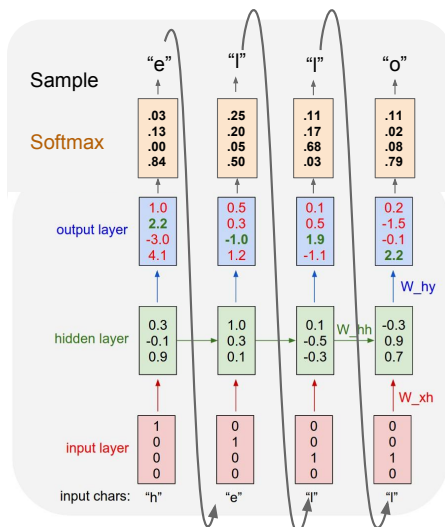 Sample "e" "l" "l" "o"
Softmax
.03 .25 .11 .11
.13 .20 .17 .02
.00 .05 .68 .08
.84 .50 .03 .79
output layer
1.0 0.5 0.1 0.2
2.2 0.3 0.5 -1.5
-3.0 -1.0 1.9 -0.1
4.1 1.2 -1.1 2.2
W_hy
hidden layer
0.3 1.0 0.1 -0.3
-0.1 0.3 -0.5 0.9
0.9 0.1 -0.3 0.7
W_hh
W_xh
input layer
1 0 0 0
0 1 0 0
0 0 1 1
0 0 0 0
input chars: "h" "e" "l" "l"